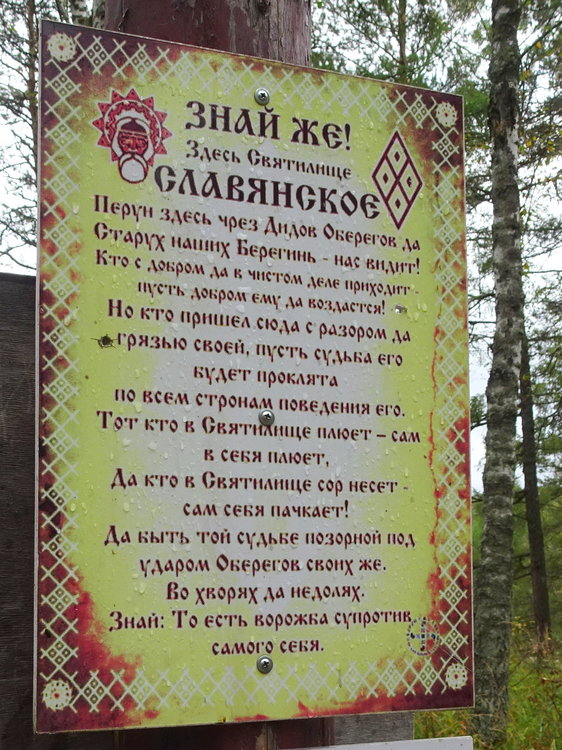 ЗНАЙ ЖЕ!
Здесь Святилище
СЛАВЯНСКОЕ
Перун здесь чрез Дидов Оберегов да
Старух наших Берегинь - нас видит!
Кто с добром да в чистом деле приходит -
пусть добром ему да воздастся!
Но кто пришел сюда с разором да
грязью своей, пусть судьба его
будет проклята
по всем стронам поведения его.
Тот кто в Святилище плюет – сам
в себя плюет,
Да кто в Святилище сор несет -
сам себя пачкает!
Да быть той судьбе позорной под
ударом Оберегов своих же.
Во хворях да недолях.
Знай: То есть ворожба супротив
самого себя.